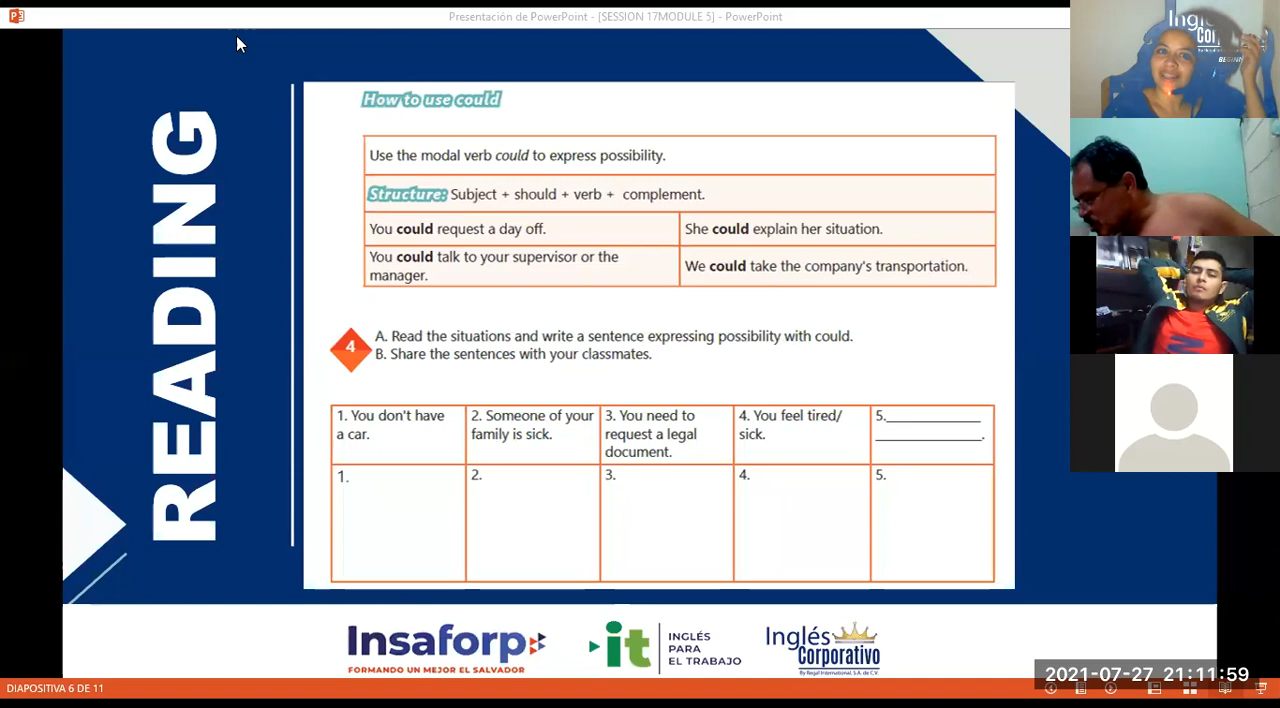 Presentación de PowerPoint - [SESSION 17MODULE 5] - PowerPoint
READING
How to use could
Use the modal verb could to express possibility.
Structure: Subject + should + verb + complement.
You could request a day off.
She could explain her situation.
You could talk to your supervisor or the
manager.
We could take the company's transportation.
4
A. Read the situations and write a sentence expressing possibility with could.
B. Share the sentences with your classmates.
1. You don't have
a car.
2. Someone of your
family is sick.
3. You need to
request a legal
document.
4. You feel tired/
sick.
5.____________
______________.
1.
2.
3.
4.
5.
Insaforp
FORMANDO UN MEJOR EL SALVADOR
it
INGLÉS
PARA
EL TRABAJO
Inglés
Corporativo
By Regal International, S.A. de C.V.
2021-07-27 21:11:59
DIAPOSITIVA 6 DE 11